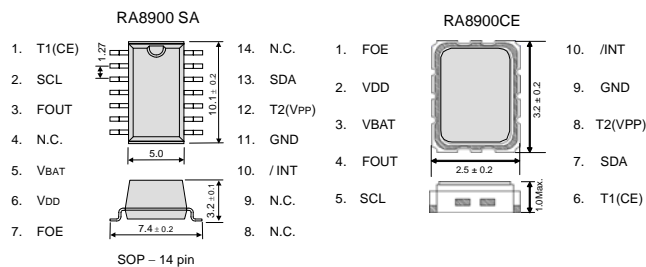 RA8900 SA
RA8900CE
1. T1(CE)
2. SCL
3. FOUT
4. N.C.
5. VBAT
6. VDD
7. FOE
1.27
10.1 ± 0.2
5.0
3.2 ± 0.1
7.4 ± 0.2
SOP – 14 pin
14. N.C.
13. SDA
12. T2(VPP)
11. GND
10. / INT
9. N.C.
8. N.C.
1. FOE
2. VDD
3. VBAT
4. FOUT
5. SCL
3.2 ± 0.2
2.5 ± 0.2
1.0Max.
10. /INT
9. GND
8. T2(VPP)
7. SDA
6. T1(CE)